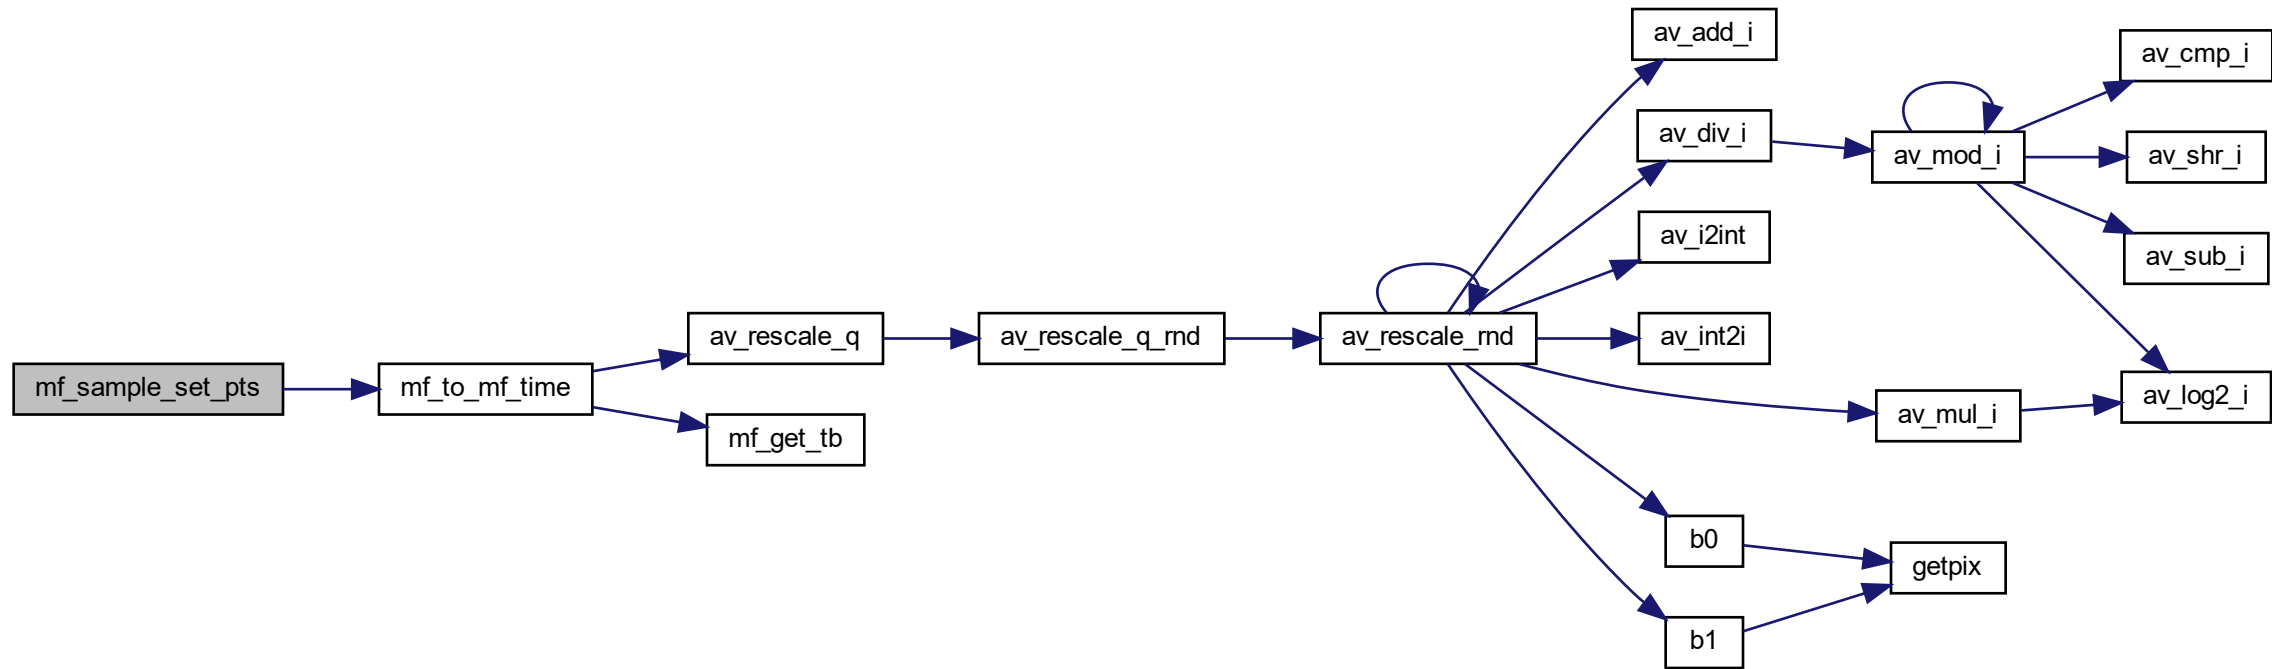 mf_sample_set_pts
mf_to_mf_time
av_rescale_q
mf_get_tb
av_rescale_q_rnd
av_rescale_rnd
av_add_i
av_div_i
av_i2int
av_int2i
av_mul_i
b0
b1
av_mod_i
getpix
av_cmp_i
av_shr_i
av_sub_i
av_log2_i